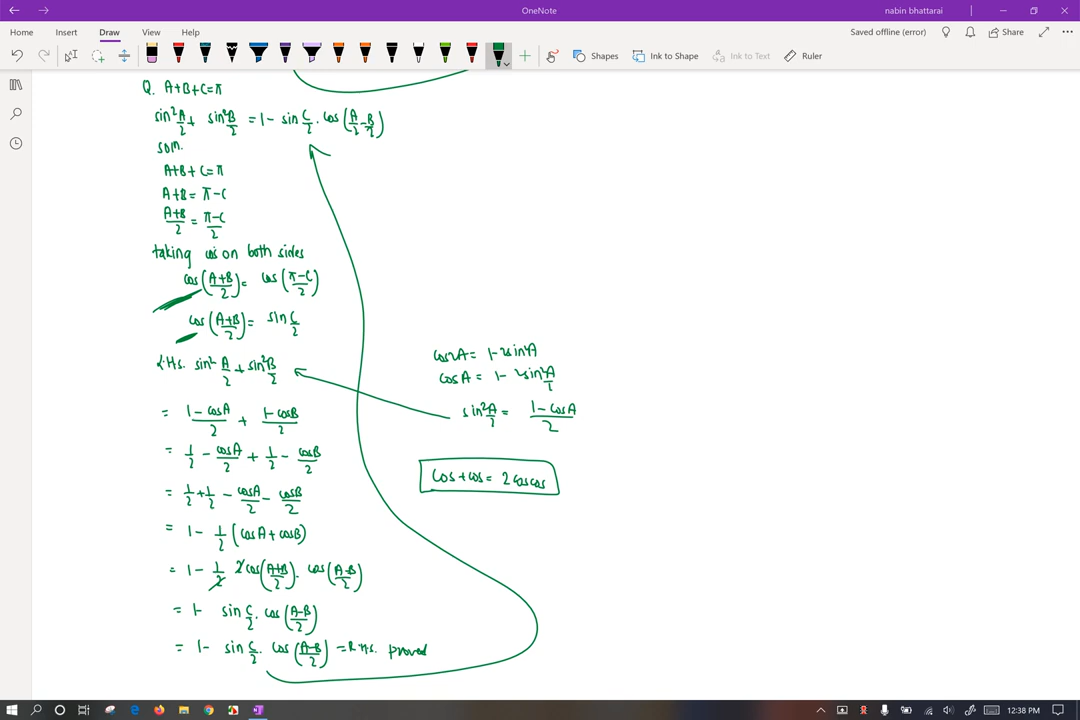 OneNote
nabin bhattarai
Home Insert Draw View Help
Saved offline (error) Share
Shapes Ink to Shape Ink to Text Ruler
Q. A+B+C=π
sin²A/2 + sin²B/2 = 1- sin C/2 . cos(A/2 - B/2)
soln.
A+B+C=π
A+B=π-C
A+B/2 = π-C/2
taking cos on both sides
cos(A+B/2) = cos(π-C/2)
cos(A+B/2) = sin C/2
L.H.s. sin² A/2 + sin² B/2
= 1-cosA/2 + 1-cosB/2
= 1/2 - cosA/2 + 1/2 - cosB/2
= 1/2 + 1/2 - cosA/2 - cosB/2
= 1- 1/2 (cosA+cosB)
= 1- 1/2 2cos(A+B/2). cos(A-B/2)
= 1- sin C/2. cos(A-B/2)
= 1- sin C/2. cos(A-B/2) = R.H.s. proved
cos2A = 1-2sin²A
cosA = 1- 2sin²A/2
sin²A/2 = 1-cosA/2
Cos+cos = 2coscos
12:38 PM